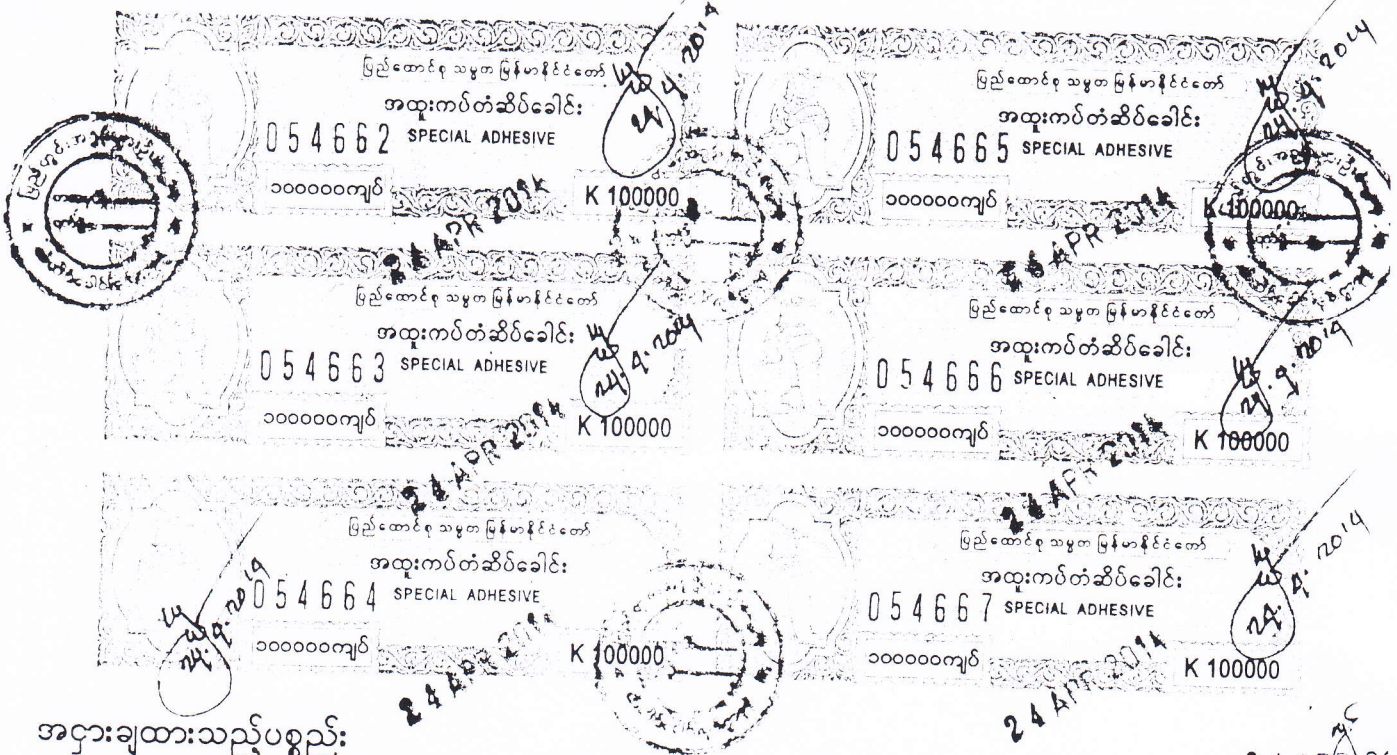 ပြည်ထောင်စု သမ္မတ မြန်မာနိုင်ငံတော်
အထူးကပ်တံဆိပ်ခေါင်း
054662 SPECIAL ADHESIVE
၁၀၀၀၀၀ကျပ်
K 100000
24.4.2014
24 APR 2014
ပြည်ထောင်စု သမ္မတ မြန်မာနိုင်ငံတော်
အထူးကပ်တံဆိပ်ခေါင်း
054665 SPECIAL ADHESIVE
၁၀၀၀၀၀ကျပ်
K 100000
24.4.2014
24 APR 2014
ပြည်ထောင်စု သမ္မတ မြန်မာနိုင်ငံတော်
အထူးကပ်တံဆိပ်ခေါင်း
054663 SPECIAL ADHESIVE
၁၀၀၀၀၀ကျပ်
K 100000
24.4.2014
24 APR 2014
ပြည်ထောင်စု သမ္မတ မြန်မာနိုင်ငံတော်
အထူးကပ်တံဆိပ်ခေါင်း
054666 SPECIAL ADHESIVE
၁၀၀၀၀၀ကျပ်
K 100000
24.4.2014
24 APR 2014
ပြည်ထောင်စု သမ္မတ မြန်မာနိုင်ငံတော်
အထူးကပ်တံဆိပ်ခေါင်း
054664 SPECIAL ADHESIVE
၁၀၀၀၀၀ကျပ်
K 100000
24.4.2014
24 APR 2014
ပြည်ထောင်စု သမ္မတ မြန်မာနိုင်ငံတော်
အထူးကပ်တံဆိပ်ခေါင်း
054667 SPECIAL ADHESIVE
၁၀၀၀၀၀ကျပ်
K 100000
24.4.2014
24 APR 2014
အငှားချထားသည့်ပစ္စည်း